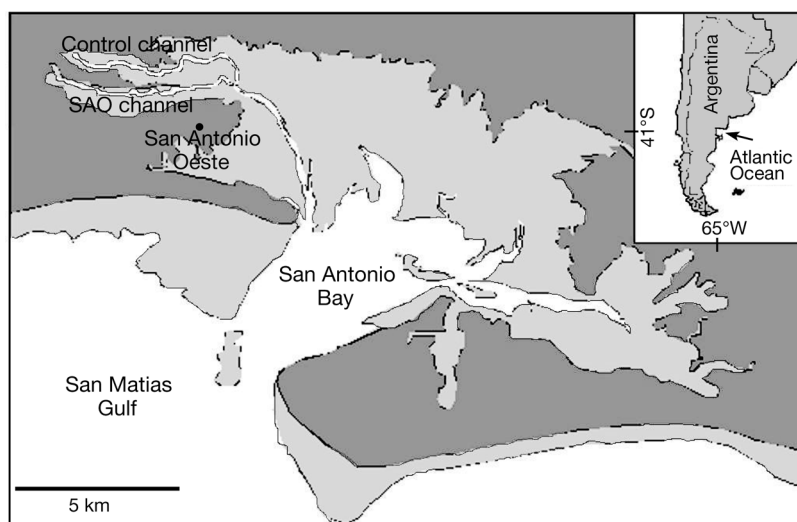 Control channel
SAO channel
San Antonio
Oeste
San Antonio
Bay
San Matias
Gulf
5 km
Argentina
Atlantic
Ocean
41°S
65°W